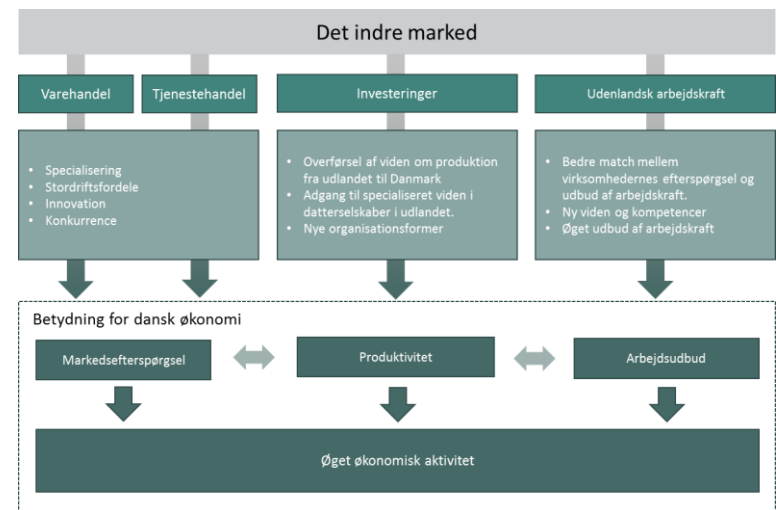 Det indre marked
Varehandel
Tjenestehandel
Investeringer
Udenlandsk arbejdskraft
• Specialisering
• Stordriftsfordele
• Innovation
• Konkurrence
• Overførsel af viden om produktion
fra udlandet til Danmark
• Adgang til specialiseret viden i
datterselskaber i udlandet.
• Nye organisationsformer
• Bedre match mellem
virksomhedernes efterspørgsel og
udbud af arbejdskraft.
• Ny viden og kompetencer
• Øget udbud af arbejdskraft
Betydning for dansk økonomi
Markedsefterspørgsel
Produktivitet
Arbejdsudbud
Øget økonomisk aktivitet